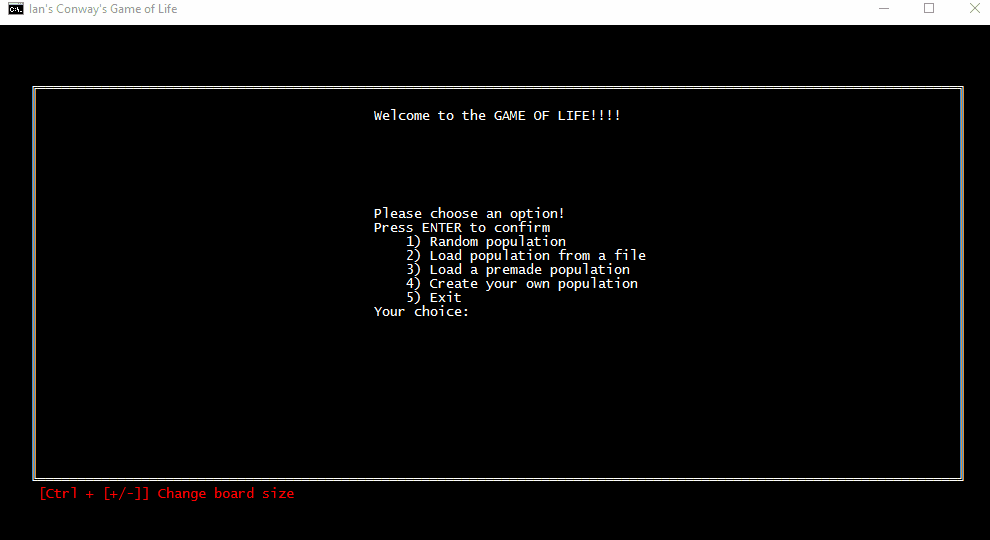 Ian's Conway's Game of Life
Welcome to the GAME OF LIFE!!!!
Please choose an option!
Press ENTER to confirm
1) Random population
2) Load population from a file
3) Load a premade population
4) Create your own population
5) Exit
Your choice:
[Ctrl + [+/-]] Change board size